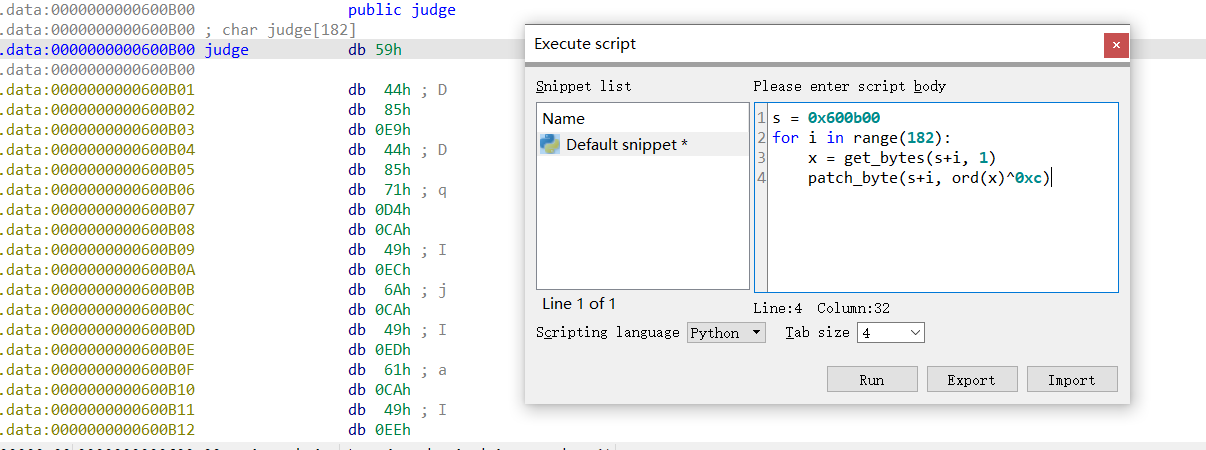 .data:0000000000600B00 public judge
.data:0000000000600B00 ; char judge[182]
.data:0000000000600B00 judge db 59h
.data:0000000000600B00
.data:0000000000600B01 db 44h ; D
.data:0000000000600B02 db 85h
.data:0000000000600B03 db 0E9h
.data:0000000000600B04 db 44h ; D
.data:0000000000600B05 db 85h
.data:0000000000600B06 db 71h ; q
.data:0000000000600B07 db 0D4h
.data:0000000000600B08 db 0CAh
.data:0000000000600B09 db 49h ; I
.data:0000000000600B0A db 0ECh
.data:0000000000600B0B db 6Ah ; j
.data:0000000000600B0C db 0CAh
.data:0000000000600B0D db 49h ; I
.data:0000000000600B0E db 0EDh
.data:0000000000600B0F db 61h ; a
.data:0000000000600B10 db 0CAh
.data:0000000000600B11 db 49h ; I
.data:0000000000600B12 db 0EEh
Execute script
Snippet list
Name
Default snippet *
Line 1 of 1
Please enter script body
1 s = 0x600b00
2 for i in range(182):
3     x = get_bytes(s+i, 1)
4     patch_byte(s+i, ord(x)^0xc)
Line:4 Column:32
Scripting language Python Tab size 4
Run Export Import